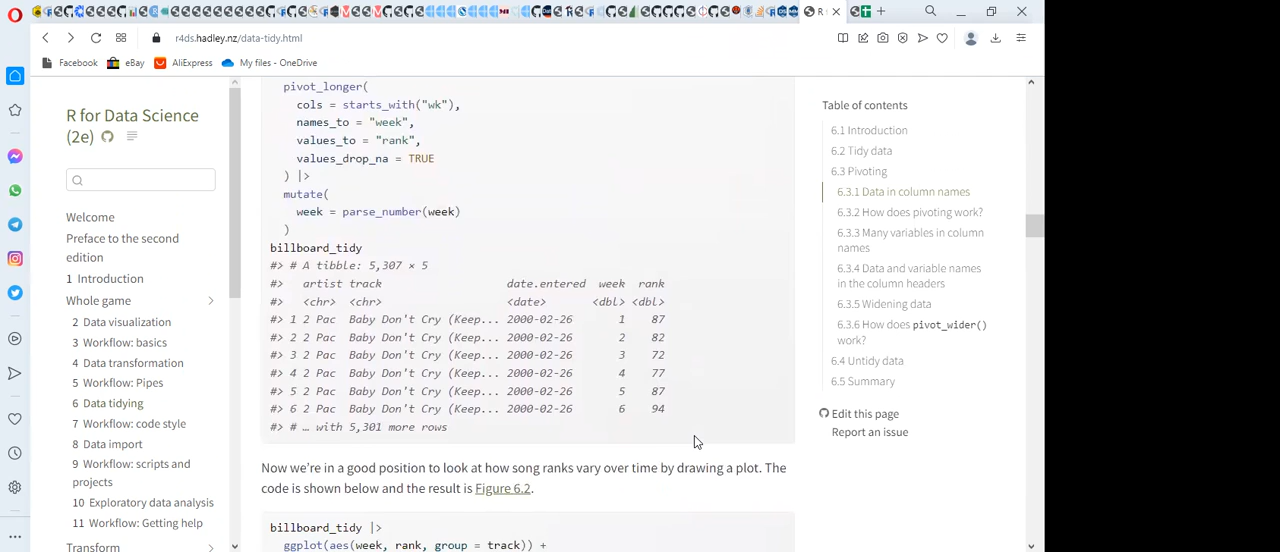 R
r4ds.hadley.nz/data-tidy.html
Facebook
eBay
AliExpress
My files - OneDrive
R for Data Science
(2e)
Welcome
Preface to the second
edition
1 Introduction
Whole game
2 Data visualization
3 Workflow: basics
4 Data transformation
5 Workflow: Pipes
6 Data tidying
7 Workflow: code style
8 Data import
9 Workflow: scripts and
projects
10 Exploratory data analysis
11 Workflow: Getting help
Transform
pivot_longer(
cols = starts_with("wk"),
names_to = "week",
values_to = "rank",
values_drop_na = TRUE
) |>
mutate(
week = parse_number(week)
)
billboard_tidy
#> # A tibble: 5,307 × 5
#> artist track date.entered week rank
#> <chr> <chr> <date> <dbl> <dbl>
#> 1 2 Pac Baby Don't Cry (Keep... 2000-02-26 1 87
#> 2 2 Pac Baby Don't Cry (Keep... 2000-02-26 2 82
#> 3 2 Pac Baby Don't Cry (Keep... 2000-02-26 3 72
#> 4 2 Pac Baby Don't Cry (Keep... 2000-02-26 4 77
#> 5 2 Pac Baby Don't Cry (Keep... 2000-02-26 5 87
#> 6 2 Pac Baby Don't Cry (Keep... 2000-02-26 6 94
#> # … with 5,301 more rows
Now we're in a good position to look at how song ranks vary over time by drawing a plot. The
code is shown below and the result is Figure 6.2.
billboard_tidy |>
ggplot(aes(week, rank, group = track)) +
Table of contents
6.1 Introduction
6.2 Tidy data
6.3 Pivoting
6.3.1 Data in column names
6.3.2 How does pivoting work?
6.3.3 Many variables in column
names
6.3.4 Data and variable names
in the column headers
6.3.5 Widening data
6.3.6 How does pivot_wider()
work?
6.4 Untidy data
6.5 Summary
Edit this page
Report an issue